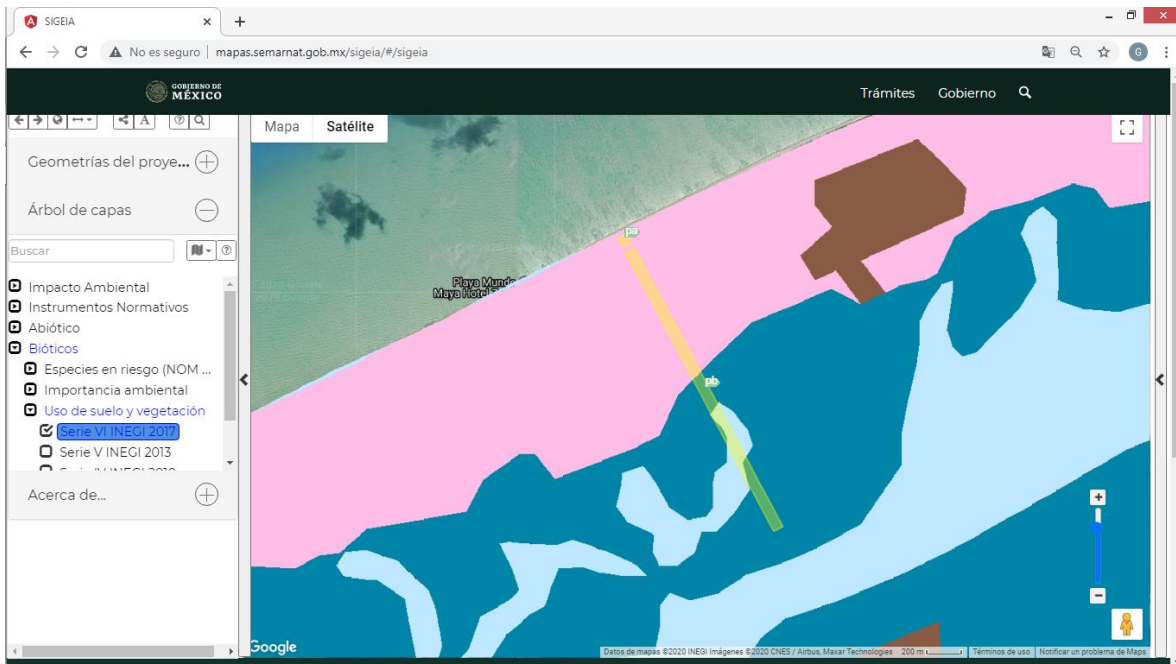 SIGEIA
No es seguro | mapas.semarnat.gob.mx/sigeia/#/sigeia
G
GOBIERNO DE
MÉXICO
Trámites Gobierno
A
Geometrías del proye...
Árbol de capas
Buscar
Impacto Ambiental
Instrumentos Normativos
Abiótico
Bióticos
Especies en riesgo (NOM ...
Importancia ambiental
Uso de suelo y vegetación
Serie VI INEGI 2017
Serie V INEGI 2013
Acerca de...
Mapa Satélite
pa
Playa Mundo
Maya Hotel
pb
Google
Datos de mapas ©2020 INEGI Imágenes ©2020 CNES / Airbus, Maxar Technologies 200 m Términos de uso Notificar un problema de Maps